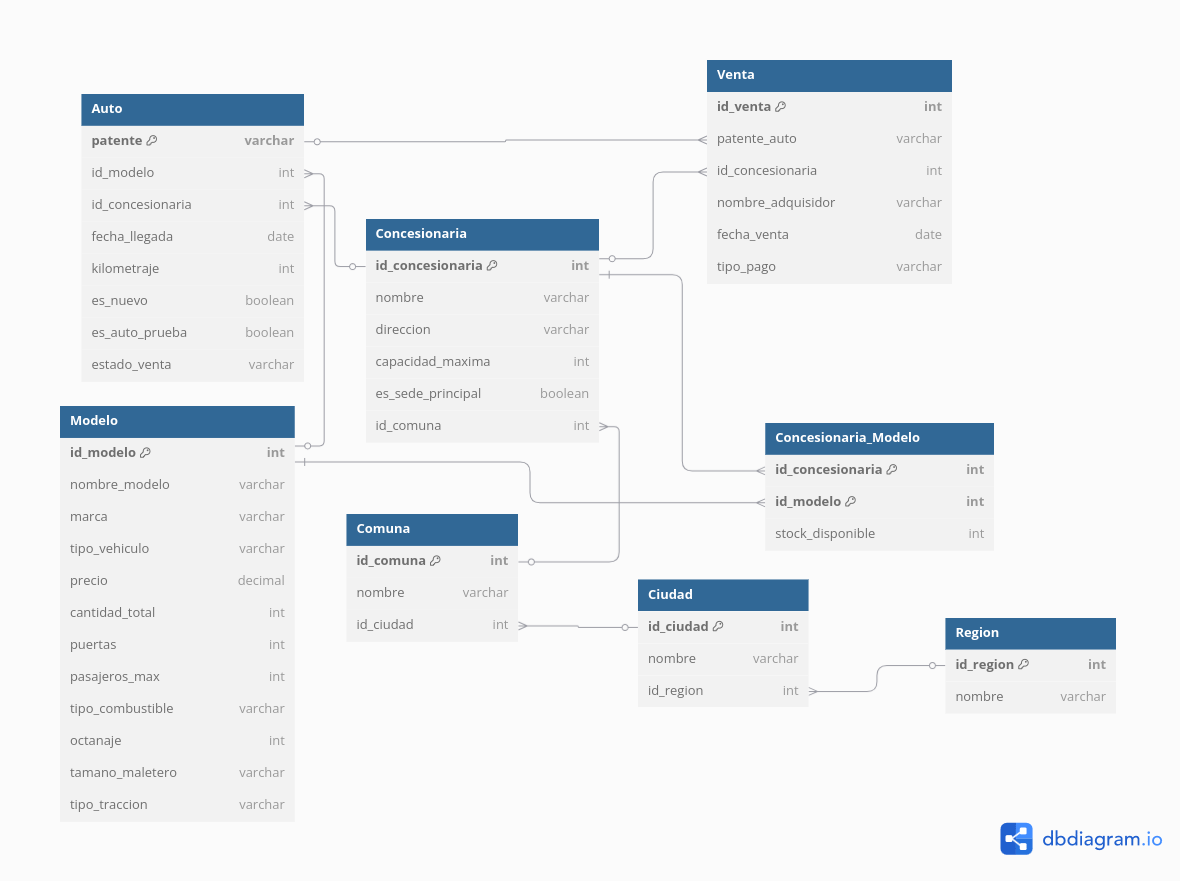 Auto
patente varchar
id_modelo int
id_concesionaria int
fecha_llegada date
kilometraje int
es_nuevo boolean
es_auto_prueba boolean
estado_venta varchar
Venta
id_venta int
patente_auto varchar
id_concesionaria int
nombre_adquisidor varchar
fecha_venta date
tipo_pago varchar
Concesionaria
id_concesionaria int
nombre varchar
direccion varchar
capacidad_maxima int
es_sede_principal boolean
id_comuna int
Modelo
id_modelo int
nombre_modelo varchar
marca varchar
tipo_vehiculo varchar
precio decimal
cantidad_total int
puertas int
pasajeros_max int
tipo_combustible varchar
octanaje int
tamano_maletero varchar
tipo_traccion varchar
Concesionaria_Modelo
id_concesionaria int
id_modelo int
stock_disponible int
Comuna
id_comuna int
nombre varchar
id_ciudad int
Ciudad
id_ciudad int
nombre varchar
id_region int
Region
id_region int
nombre varchar
dbdiagram.io